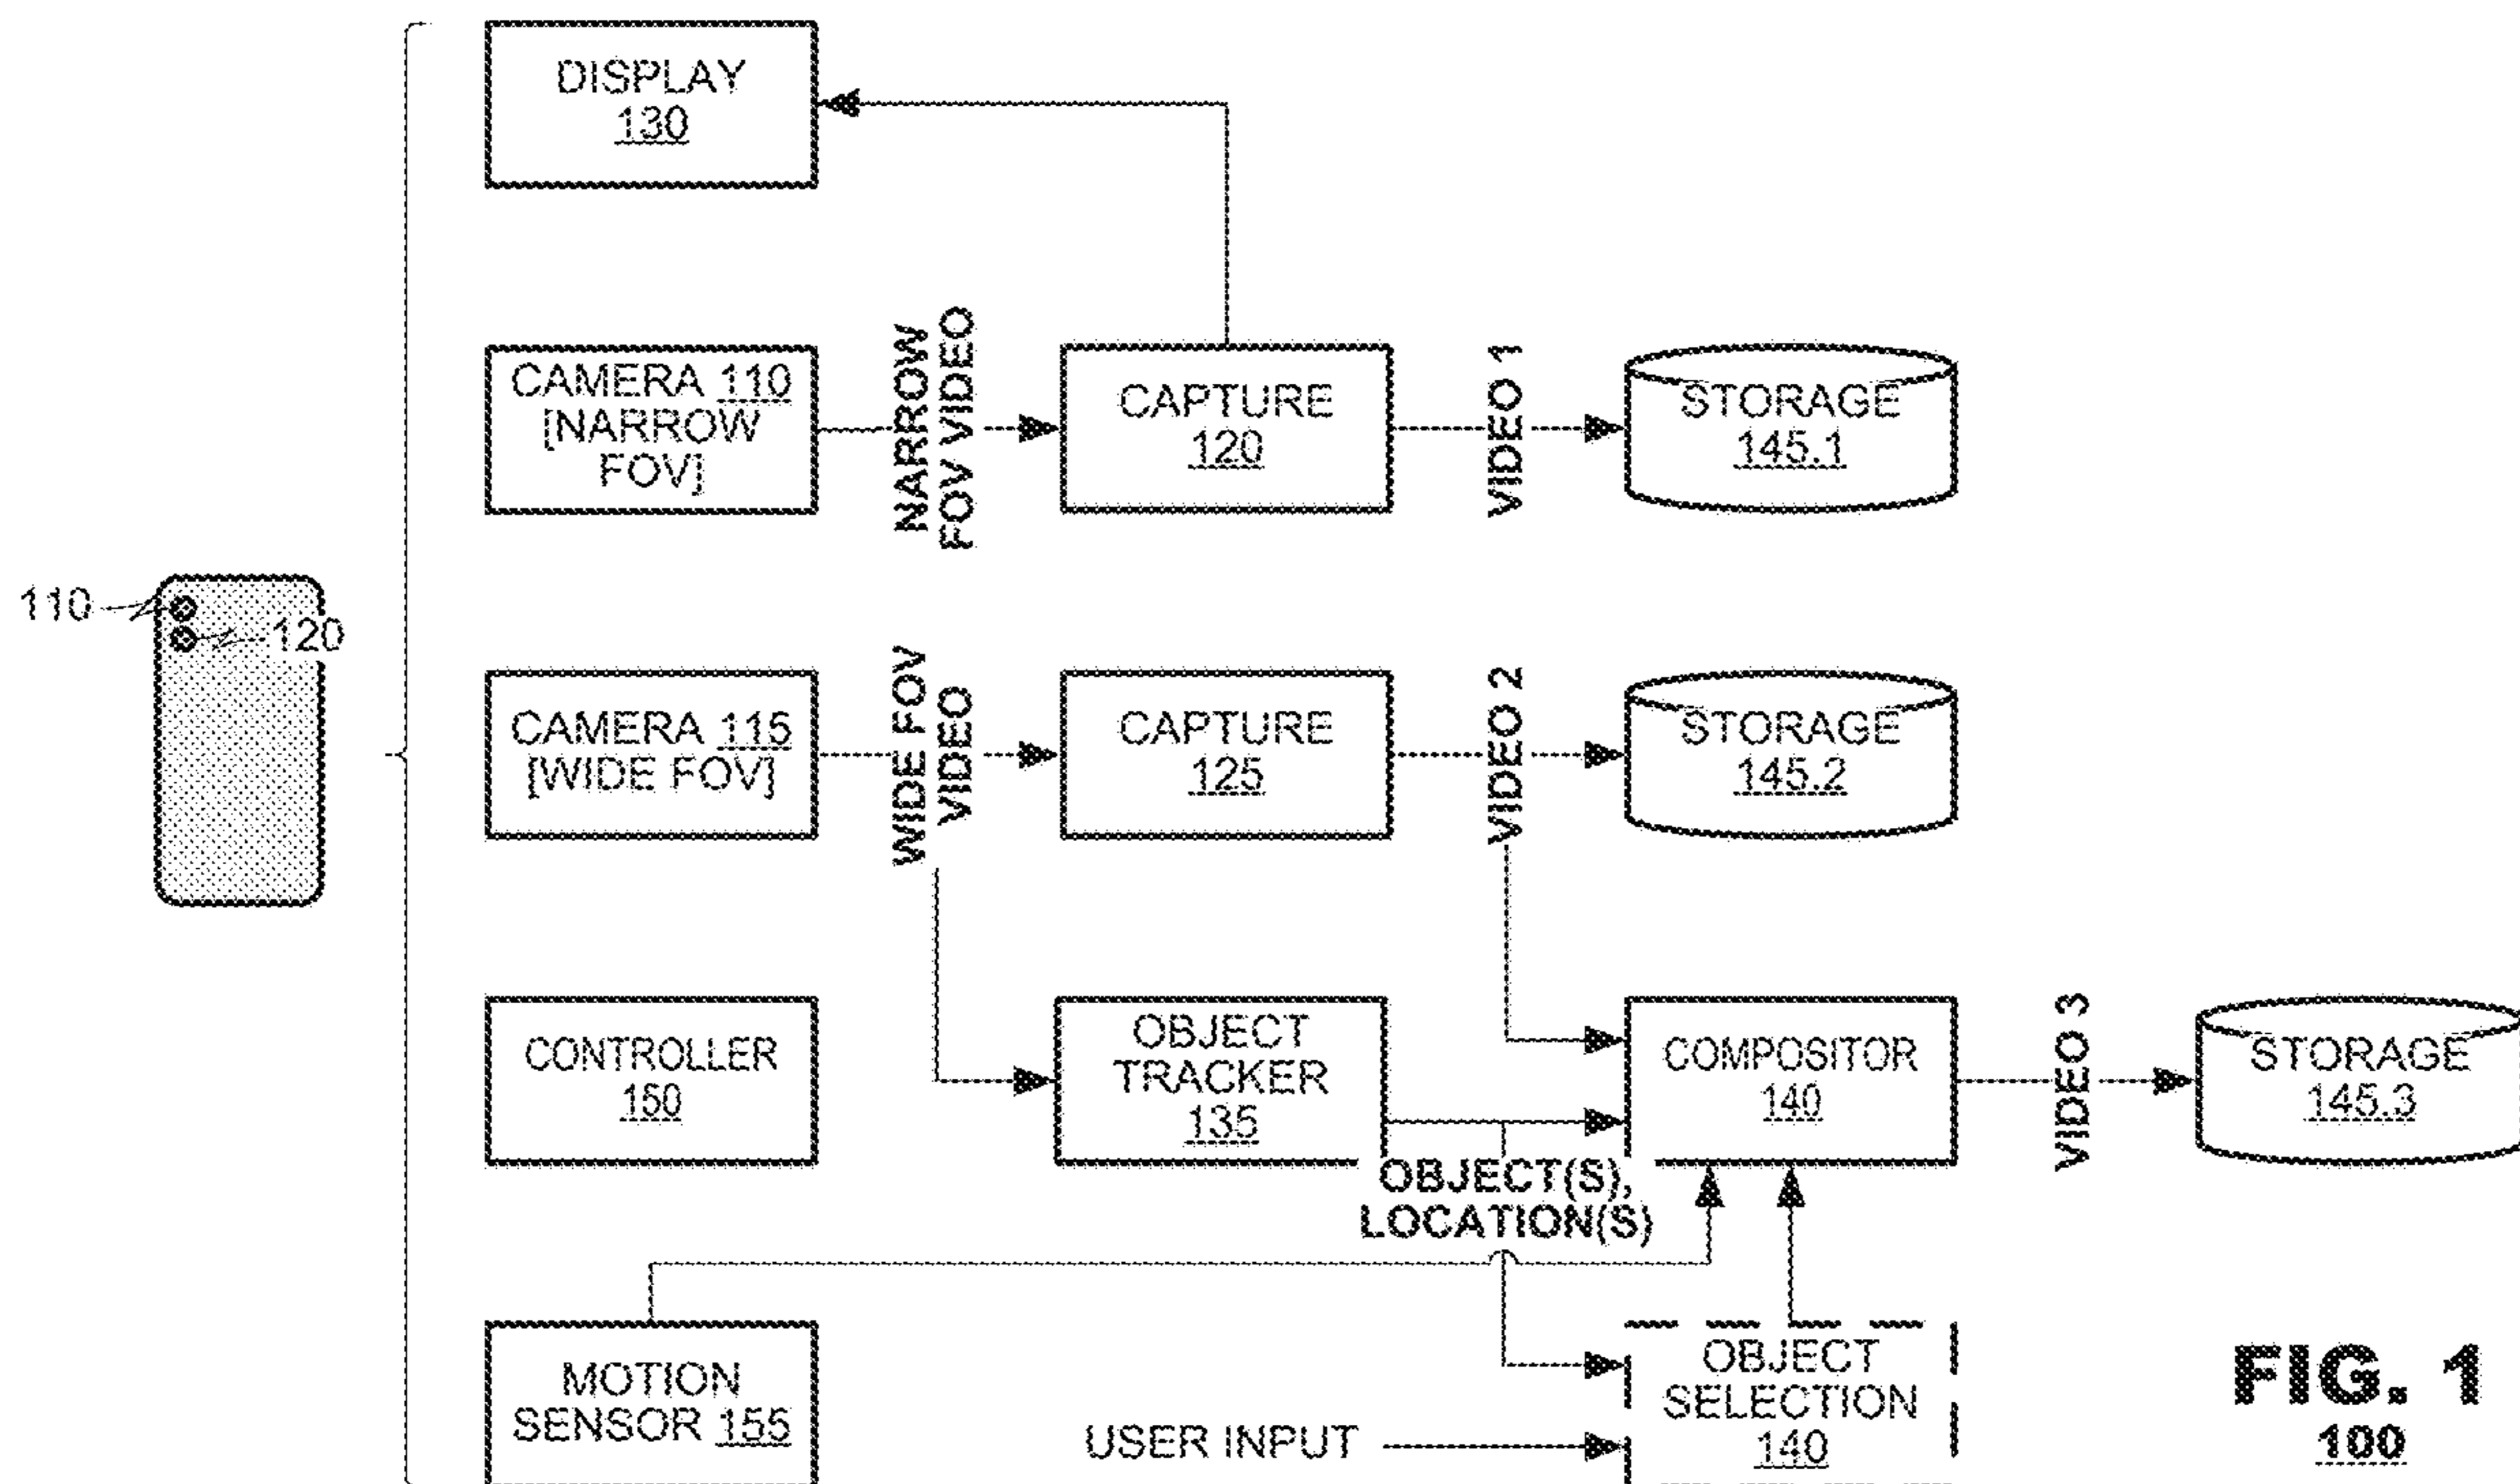 DISPLAY
130
CAMERA 110
[NARROW
FOV]
NARROW
FOV VIDEO
CAPTURE
120
VIDEO 1
STORAGE
145.1
110
120
CAMERA 115
[WIDE FOV]
WIDE FOV
VIDEO
CAPTURE
125
VIDEO 2
STORAGE
145.2
CONTROLLER
150
OBJECT
TRACKER
135
OBJECT(S),
LOCATION(S)
COMPOSITOR
140
VIDEO 3
STORAGE
145.3
MOTION
SENSOR 155
USER INPUT
OBJECT
SELECTION
140
FIG. 1
100